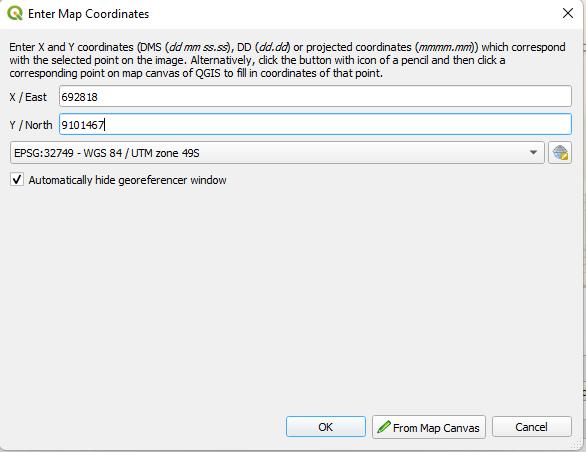 Enter Map Coordinates
Enter X and Y coordinates (DMS (dd mm ss.ss), DD (dd.dd) or projected coordinates (mmmm.mm)) which correspond
with the selected point on the image. Alternatively, click the button with icon of a pencil and then click a
corresponding point on map canvas of QGIS to fill in coordinates of that point.
X / East 692818
Y / North 9101467
EPSG:32749 - WGS 84 / UTM zone 49S
Automatically hide georeferencer window
OK From Map Canvas Cancel